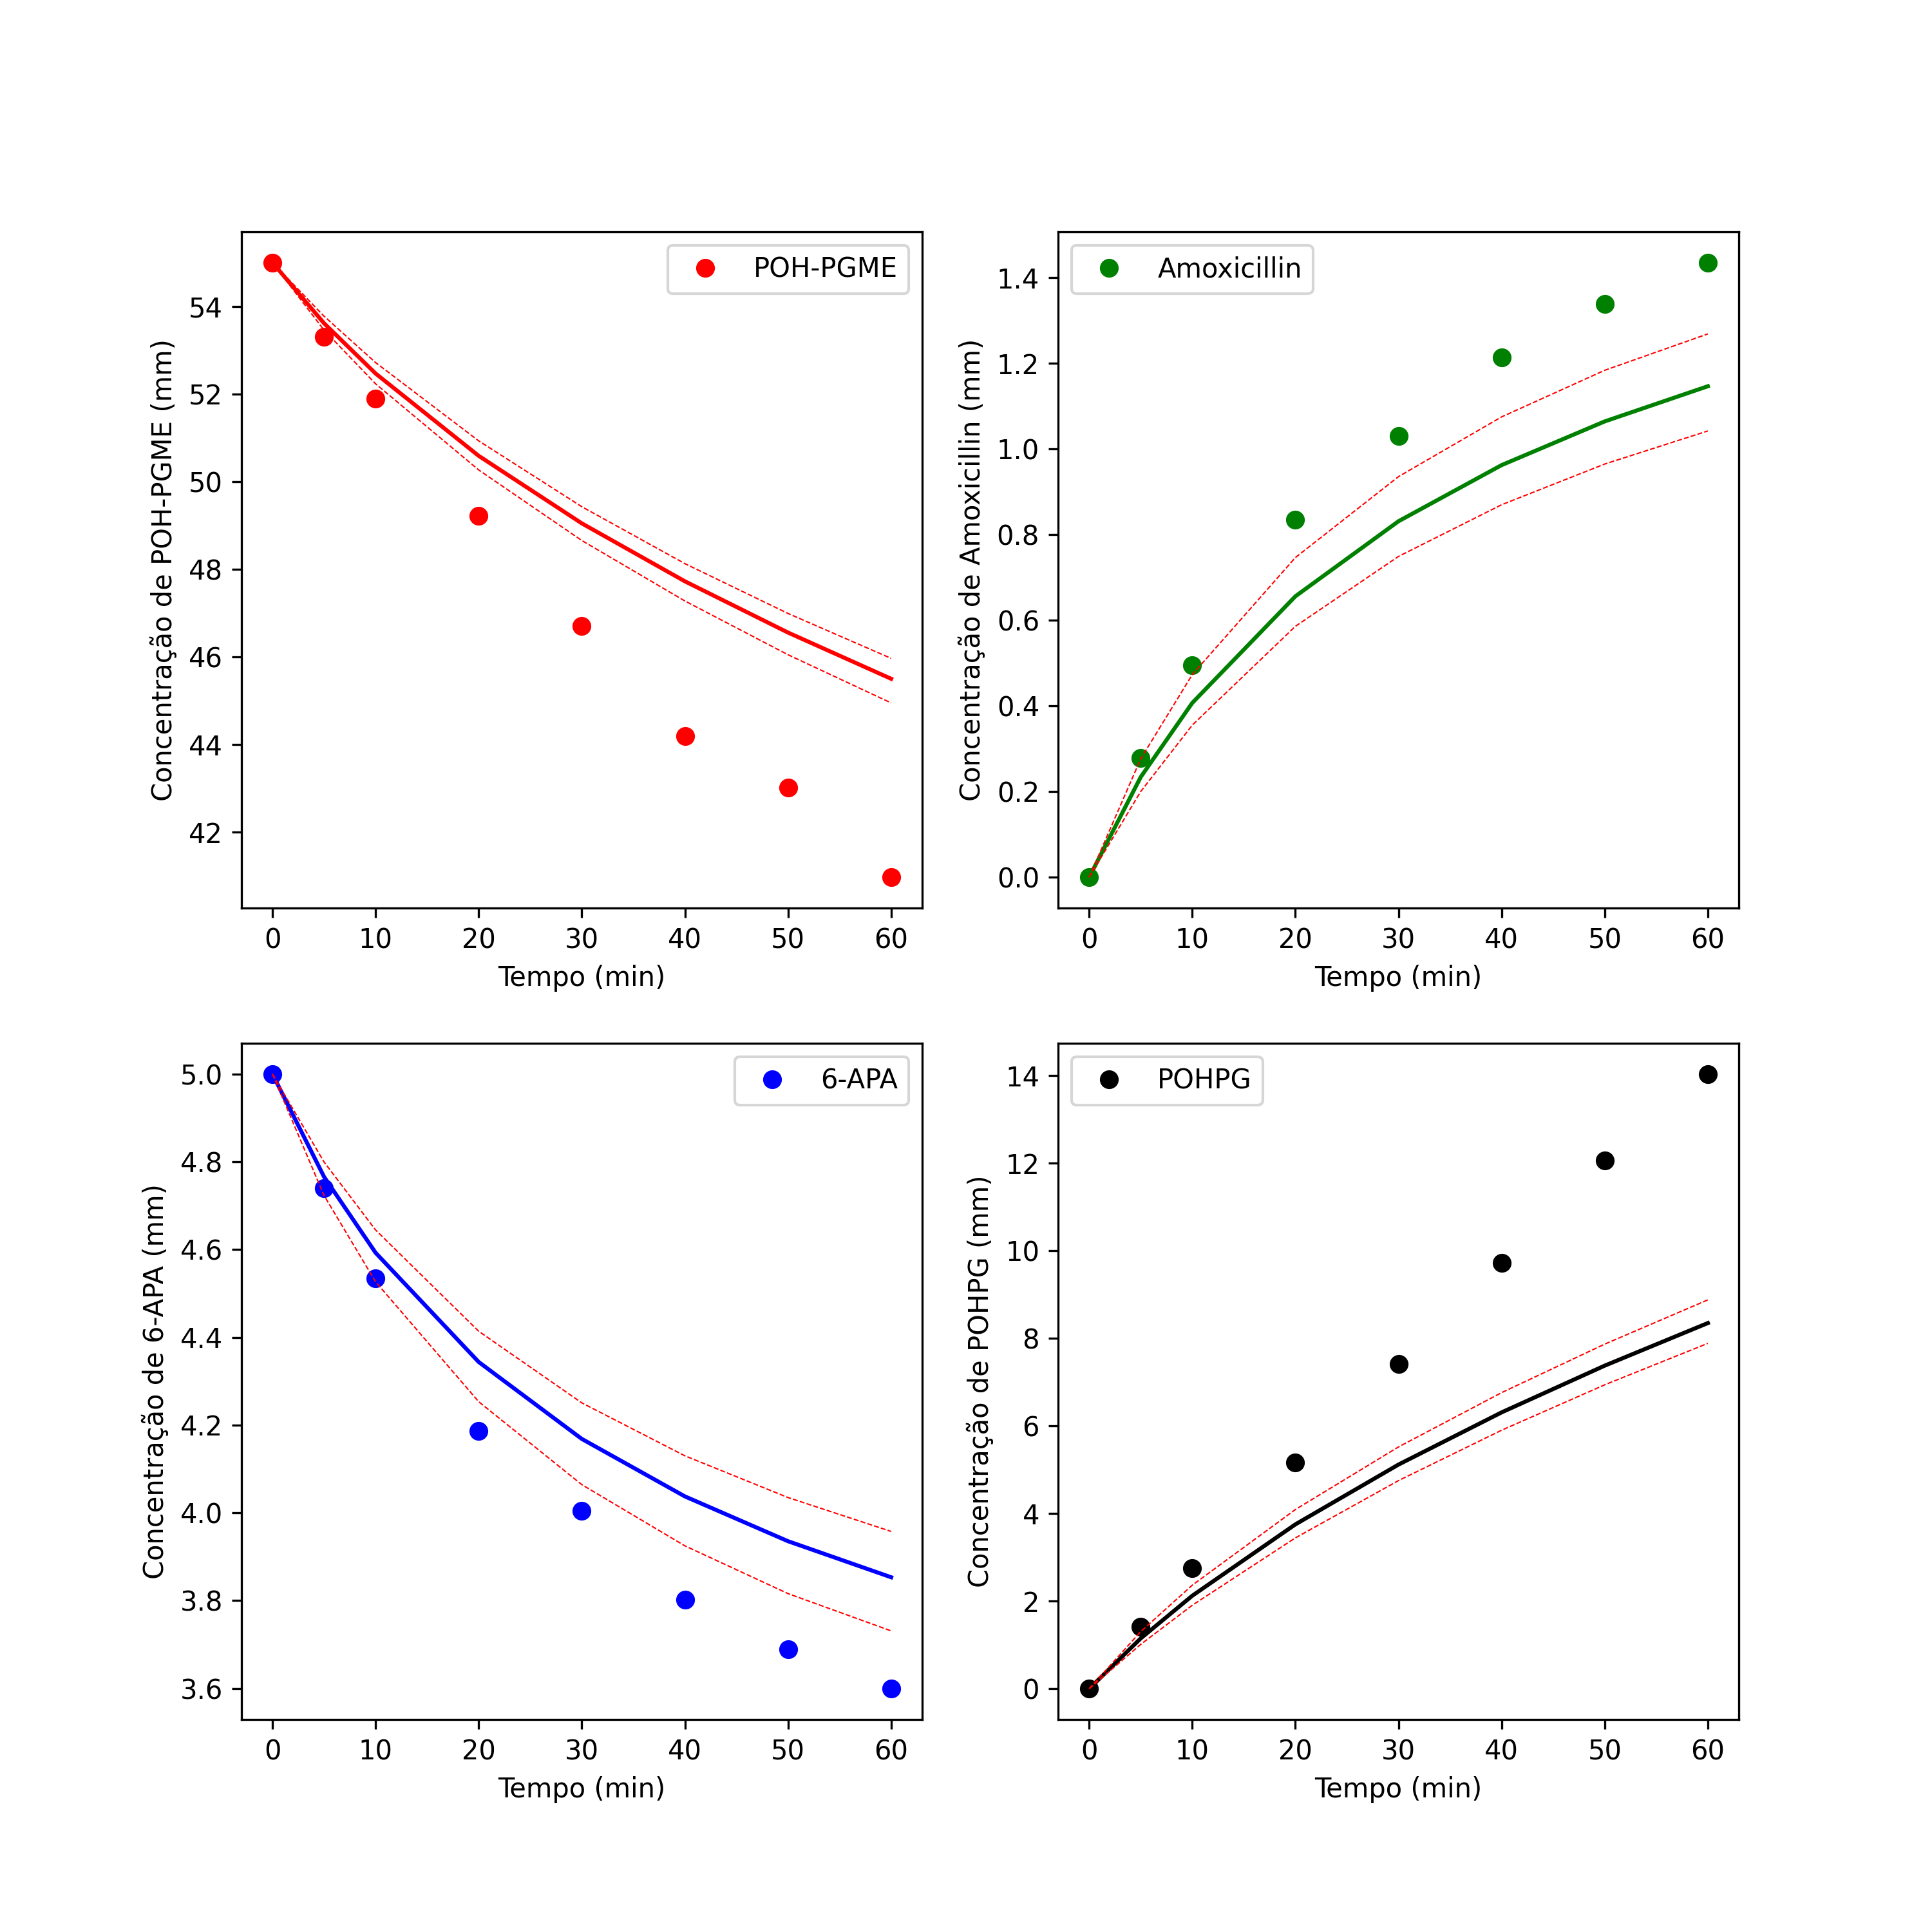 POH-PGME
Concentração de POH-PGME (mm)
54
52
50
48
46
44
42
0 10 20 30 40 50 60
Tempo (min)
Amoxicillin
Concentração de Amoxicillin (mm)
1.4
1.2
1.0
0.8
0.6
0.4
0.2
0.0
0 10 20 30 40 50 60
Tempo (min)
6-APA
Concentração de 6-APA (mm)
5.0
4.8
4.6
4.4
4.2
4.0
3.8
3.6
0 10 20 30 40 50 60
Tempo (min)
POHPG
Concentração de POHPG (mm)
14
12
10
8
6
4
2
0
0 10 20 30 40 50 60
Tempo (min)